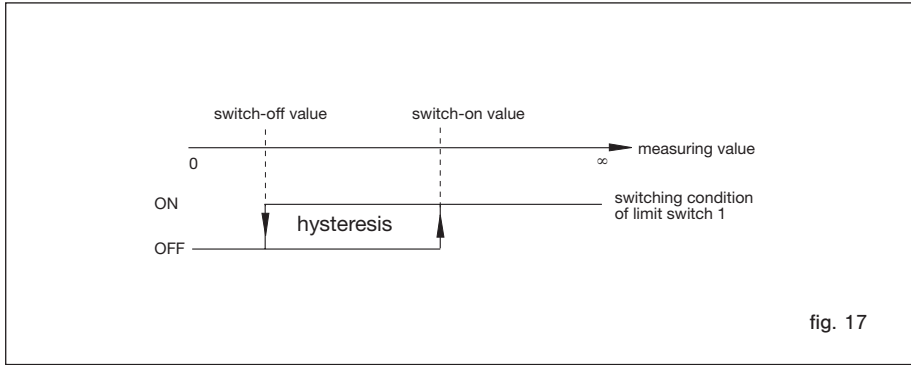 switch-off value
switch-on value
measuring value
0
∞
ON
switching condition
of limit switch 1
hysteresis
OFF
fig. 17